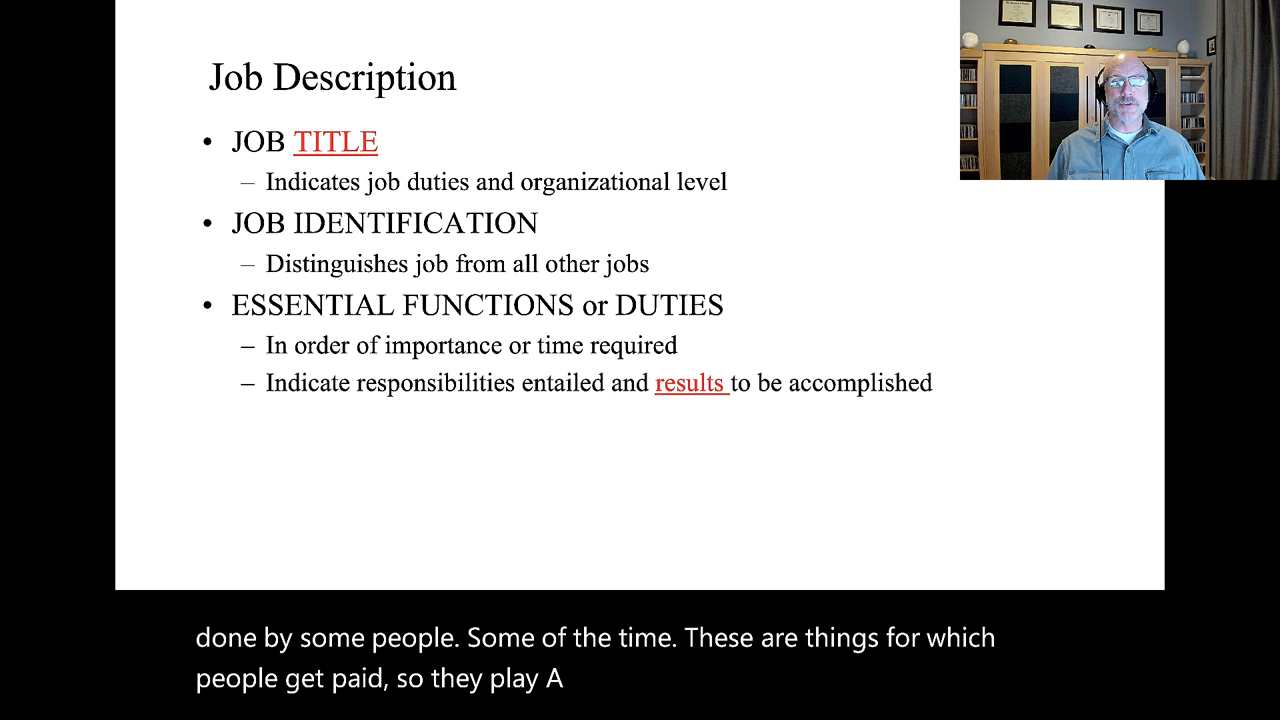 Job Description
• JOB TITLE
– Indicates job duties and organizational level
• JOB IDENTIFICATION
– Distinguishes job from all other jobs
• ESSENTIAL FUNCTIONS or DUTIES
– In order of importance or time required
– Indicate responsibilities entailed and results to be accomplished
done by some people. Some of the time. These are things for which
people get paid, so they play A